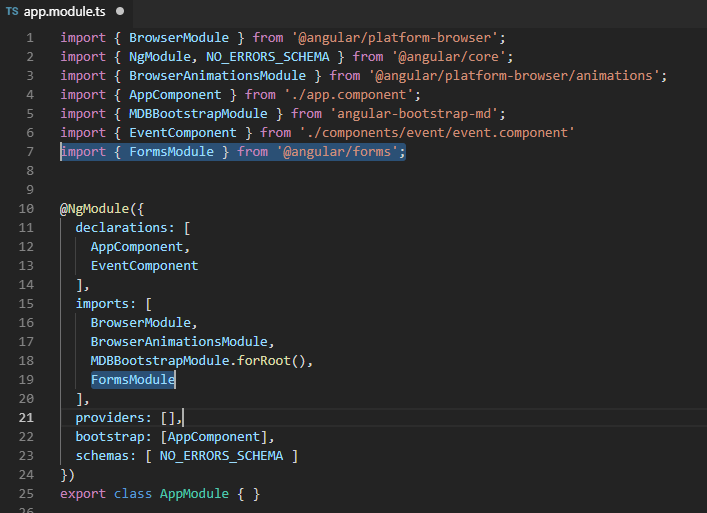 TS app.module.ts ●
1 import { BrowserModule } from '@angular/platform-browser';
2 import { NgModule, NO_ERRORS_SCHEMA } from '@angular/core';
3 import { BrowserAnimationsModule } from '@angular/platform-browser/animations';
4 import { AppComponent } from './app.component';
5 import { MDBBootstrapModule } from 'angular-bootstrap-md';
6 import { EventComponent } from './components/event/event.component'
7 import { FormsModule } from '@angular/forms';
8
9
10 @NgModule({
11   declarations: [
12     AppComponent,
13     EventComponent
14   ],
15   imports: [
16     BrowserModule,
17     BrowserAnimationsModule,
18     MDBBootstrapModule.forRoot(),
19     FormsModule
20   ],
21   providers: [],
22   bootstrap: [AppComponent],
23   schemas: [ NO_ERRORS_SCHEMA ]
24 })
25 export class AppModule { }
26